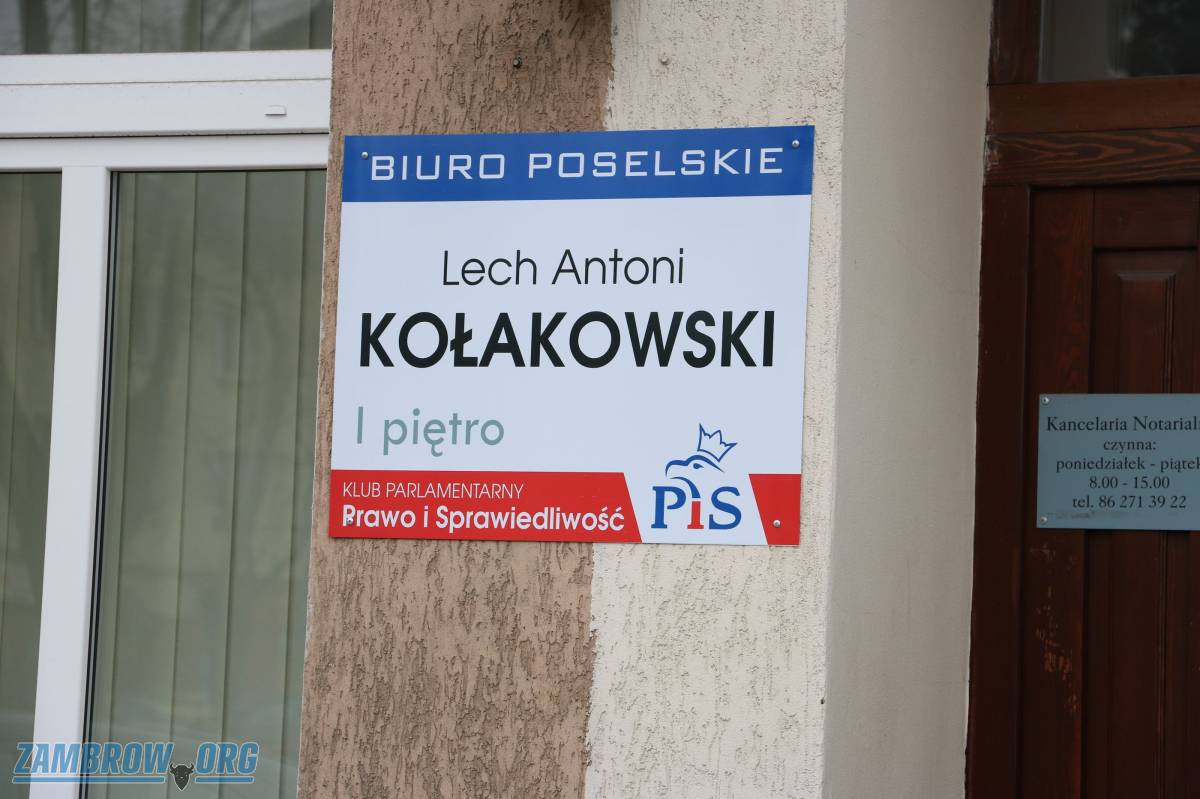 BIURO POSELSKIE
Lech Antoni
KOŁAKOWSKI
I piętro
KLUB PARLAMENTARNY
Prawo i Sprawiedliwość
PiS
Kancelaria Notarialn
czynna:
poniedziałek - piątek
8.00 - 15.00
tel. 86 271 39 22
ZAMBROW.ORG